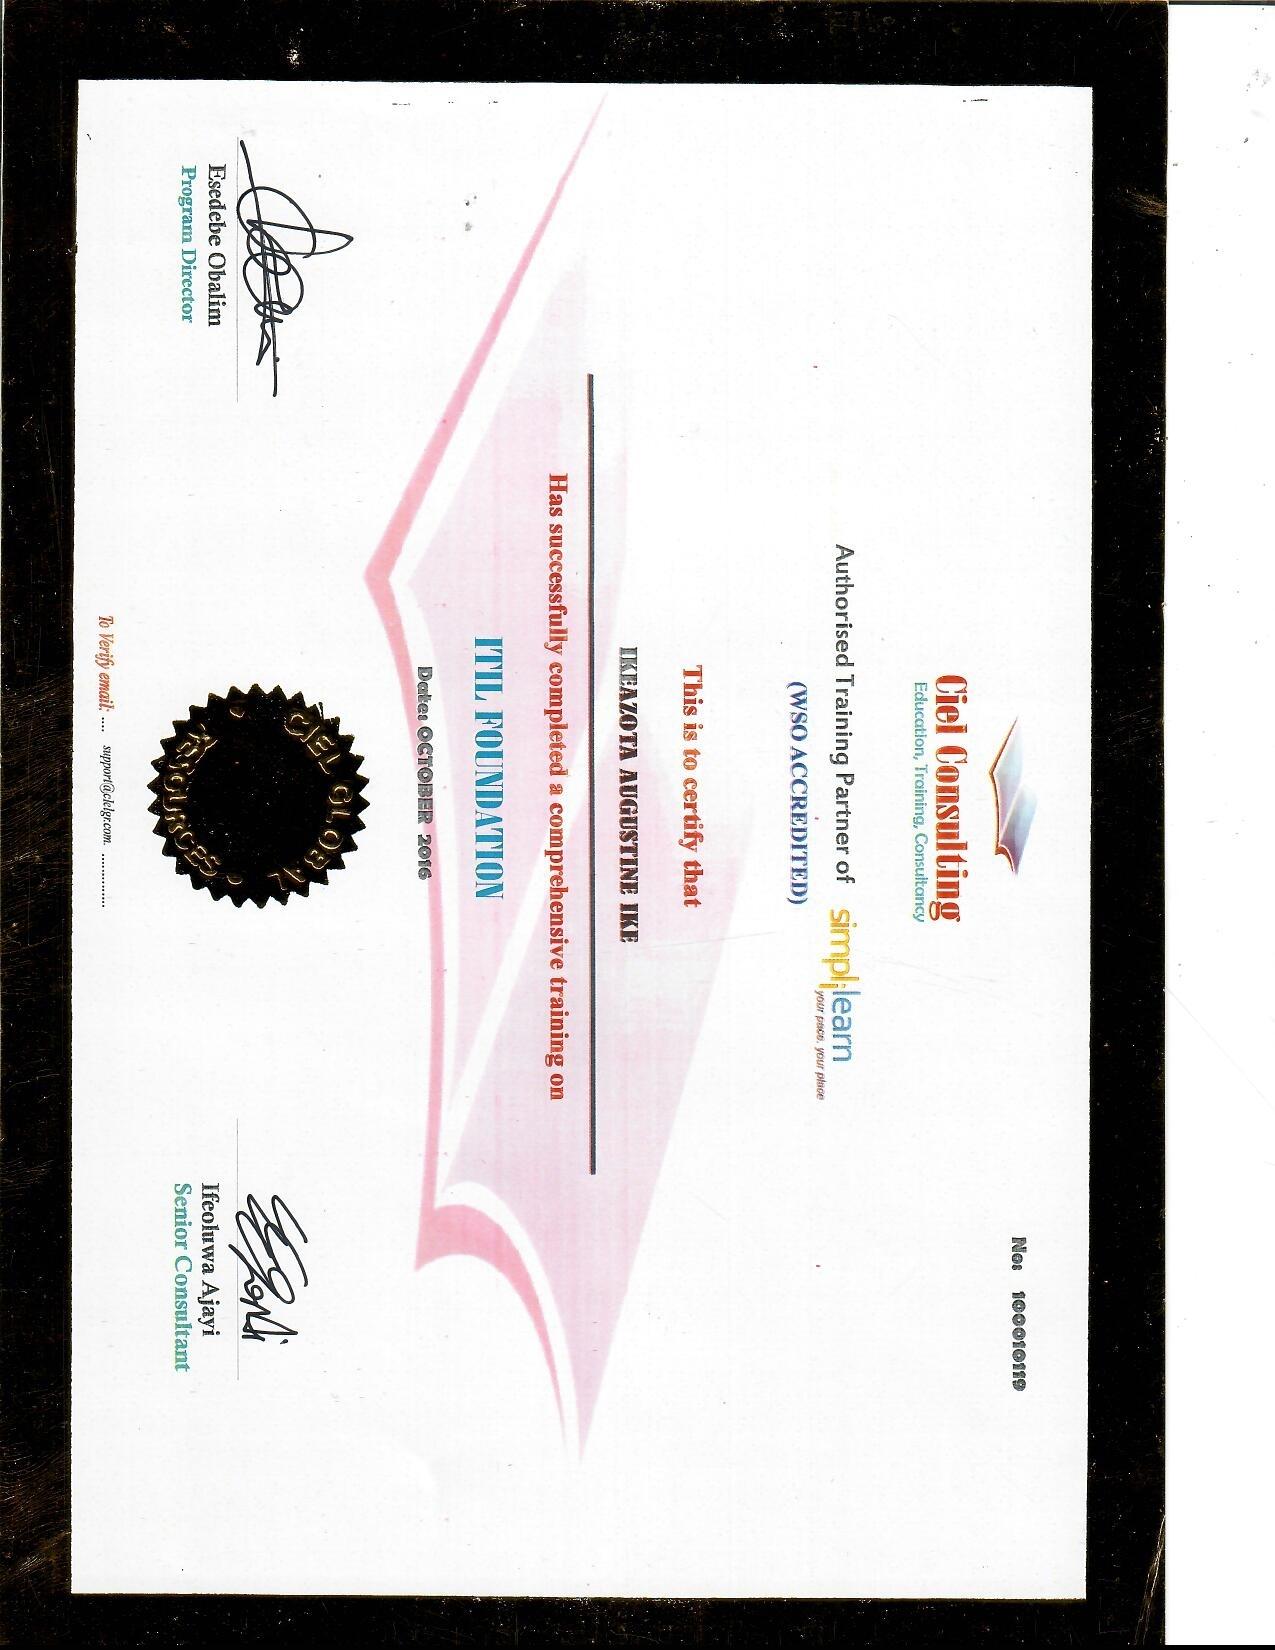 No: 100010119
Ciel Consulting
Education, Training, Consultancy
Authorised Training Partner of simplilearn
your pace, your place
(WSO ACCREDITED)
This is to certify that
IKEAZOTA AUGUSTINE IKE
Has successfully completed a comprehensive training on
ITIL FOUNDATION
Date: OCTOBER 2016
CIEL GLOBAL
RESOURCES
Esedebe Obalim
Program Director
Ifeoluwa Ajayi
Senior Consultant
To Verify email: .... support@clelgr.com. ..............